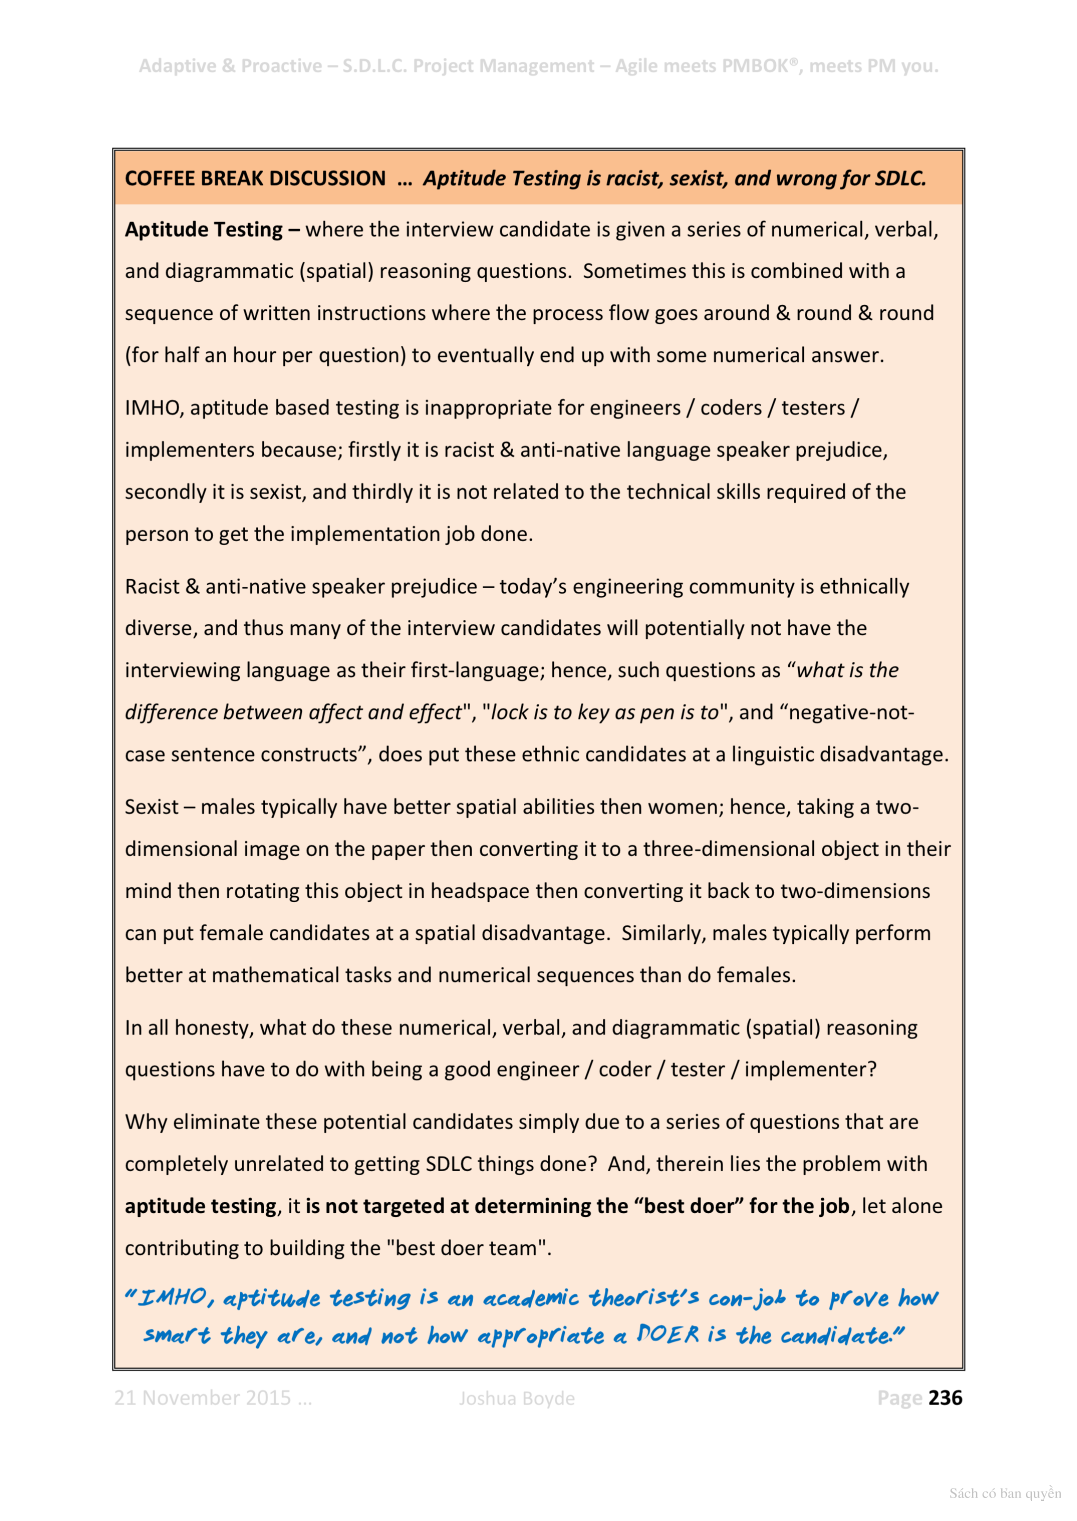 Adaptive & Proactive – S.D.L.C. Project Management – Agile meets PMBOK®, meets PM you.
COFFEE BREAK DISCUSSION … Aptitude Testing is racist, sexist, and wrong for SDLC.
Aptitude Testing – where the interview candidate is given a series of numerical, verbal,
and diagrammatic (spatial) reasoning questions. Sometimes this is combined with a
sequence of written instructions where the process flow goes around & round & round
(for half an hour per question) to eventually end up with some numerical answer.
IMHO, aptitude based testing is inappropriate for engineers / coders / testers /
implementers because; firstly it is racist & anti-native language speaker prejudice,
secondly it is sexist, and thirdly it is not related to the technical skills required of the
person to get the implementation job done.
Racist & anti-native speaker prejudice – today’s engineering community is ethnically
diverse, and thus many of the interview candidates will potentially not have the
interviewing language as their first-language; hence, such questions as “what is the
difference between affect and effect", "lock is to key as pen is to", and “negative-not-
case sentence constructs”, does put these ethnic candidates at a linguistic disadvantage.
Sexist – males typically have better spatial abilities then women; hence, taking a two-
dimensional image on the paper then converting it to a three-dimensional object in their
mind then rotating this object in headspace then converting it back to two-dimensions
can put female candidates at a spatial disadvantage. Similarly, males typically perform
better at mathematical tasks and numerical sequences than do females.
In all honesty, what do these numerical, verbal, and diagrammatic (spatial) reasoning
questions have to do with being a good engineer / coder / tester / implementer?
Why eliminate these potential candidates simply due to a series of questions that are
completely unrelated to getting SDLC things done? And, therein lies the problem with
aptitude testing, it is not targeted at determining the “best doer” for the job, let alone
contributing to building the "best doer team".
"IMHO, aptitude testing is an academic theorist's con-job to prove how
smart they are, and not how appropriate a DOER is the candidate."
21 November 2015 … Joshua Boyde Page 236
Sách có bản quyền